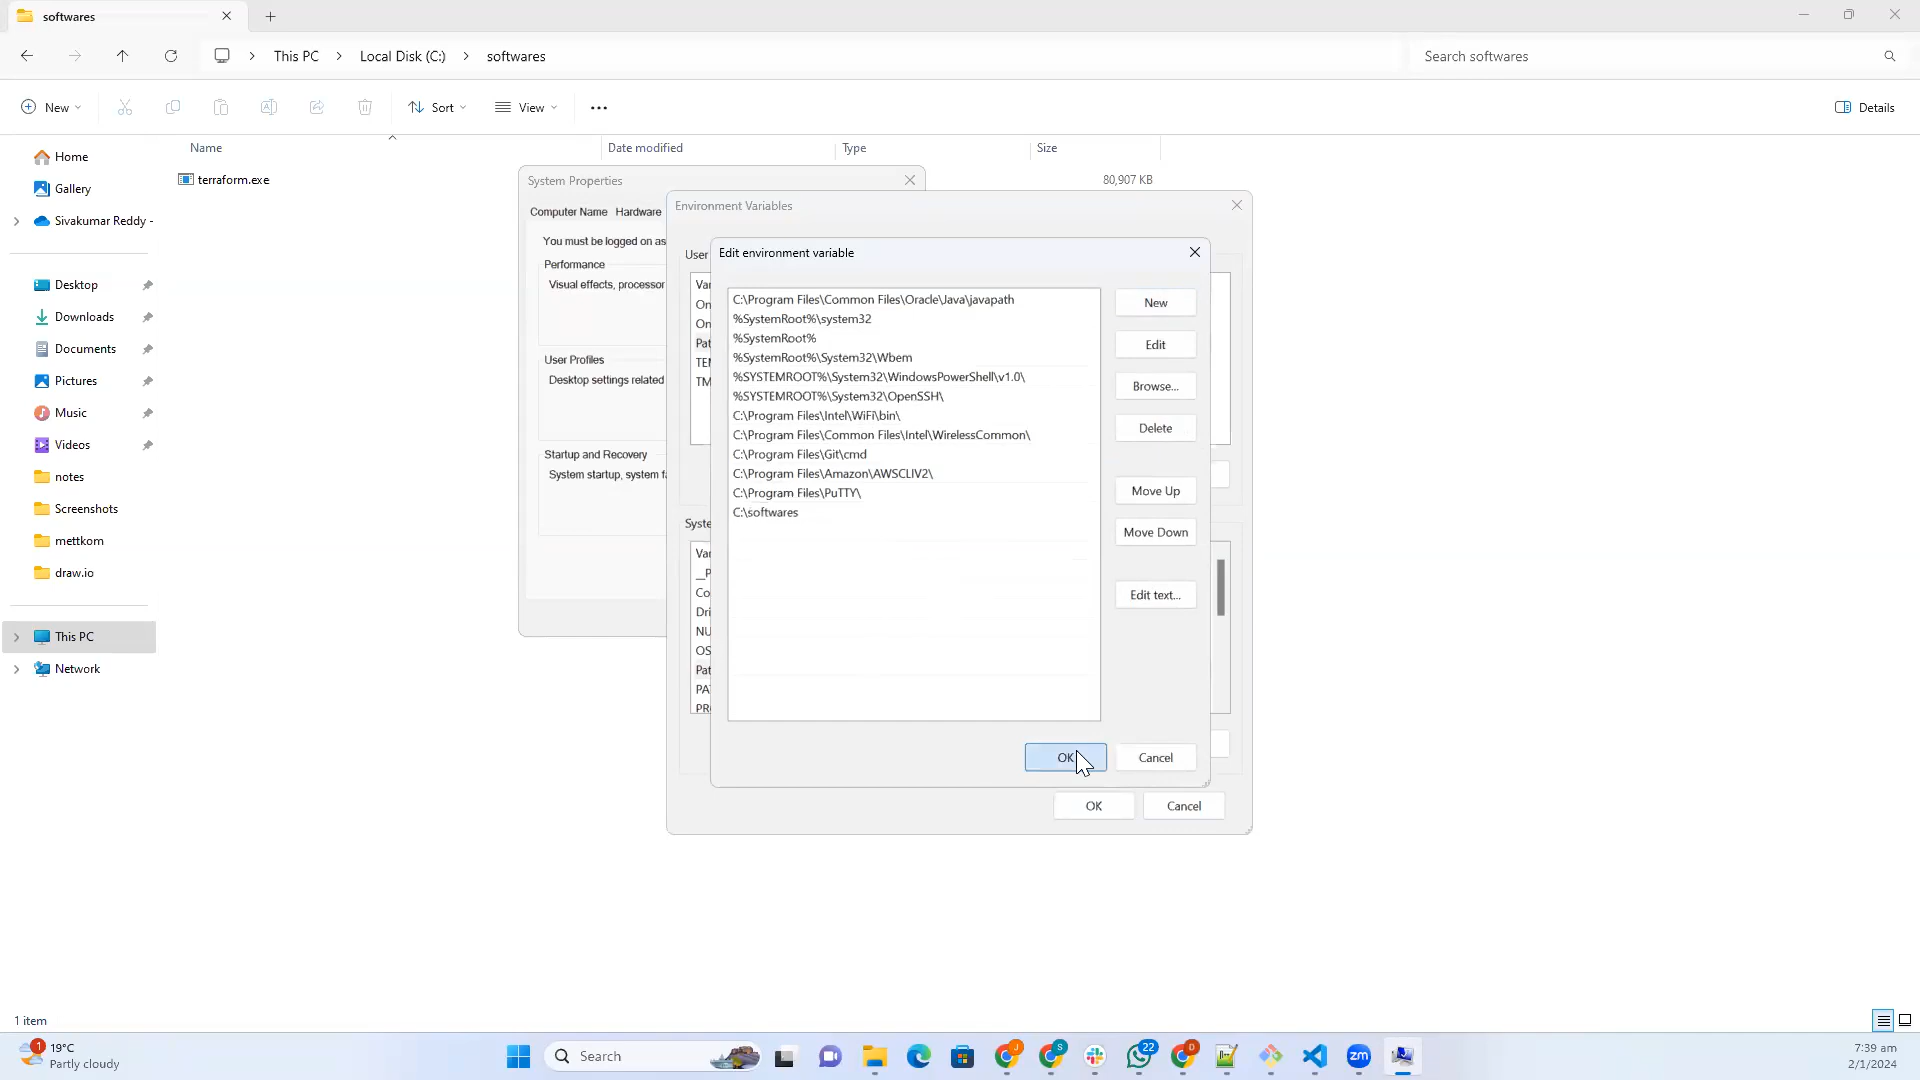 softwares
This PC
Local Disk (C:)
softwares
Search softwares
New
Sort
View
Details
Name
Date modified
Type
Size
terraform.exe
80,907 KB
Home
Gallery
Sivakumar Reddy -
Desktop
Downloads
Documents
Pictures
Music
Videos
notes
Screenshots
mettkom
draw.io
This PC
Network
System Properties
Computer Name
Hardware
You must be logged on as
Performance
Visual effects, processor
User Profiles
Desktop settings related
Startup and Recovery
Environment Variables
User
Edit environment variable
C:\Program Files\Common Files\Oracle\Java\javapath
%SystemRoot%\system32
%SystemRoot%
%SystemRoot%\System32\Wbem
%SYSTEMROOT%\System32\WindowsPowerShell\v1.0\
%SYSTEMROOT%\System32\OpenSSH\
C:\Program Files\Intel\WiFi\bin\
C:\Program Files\Common Files\Intel\WirelessCommon\
C:\Program Files\Git\cmd
C:\Program Files\Amazon\AWSCLIV2\
C:\Program Files\PuTTY\
C:\softwares
New
Edit
Browse...
Delete
Move Up
Move Down
Edit text...
OK
Cancel
OK
Cancel
1 item
1
19°C
Partly cloudy
Search
J
S
22
O
zm
7:39 am
2/1/2024